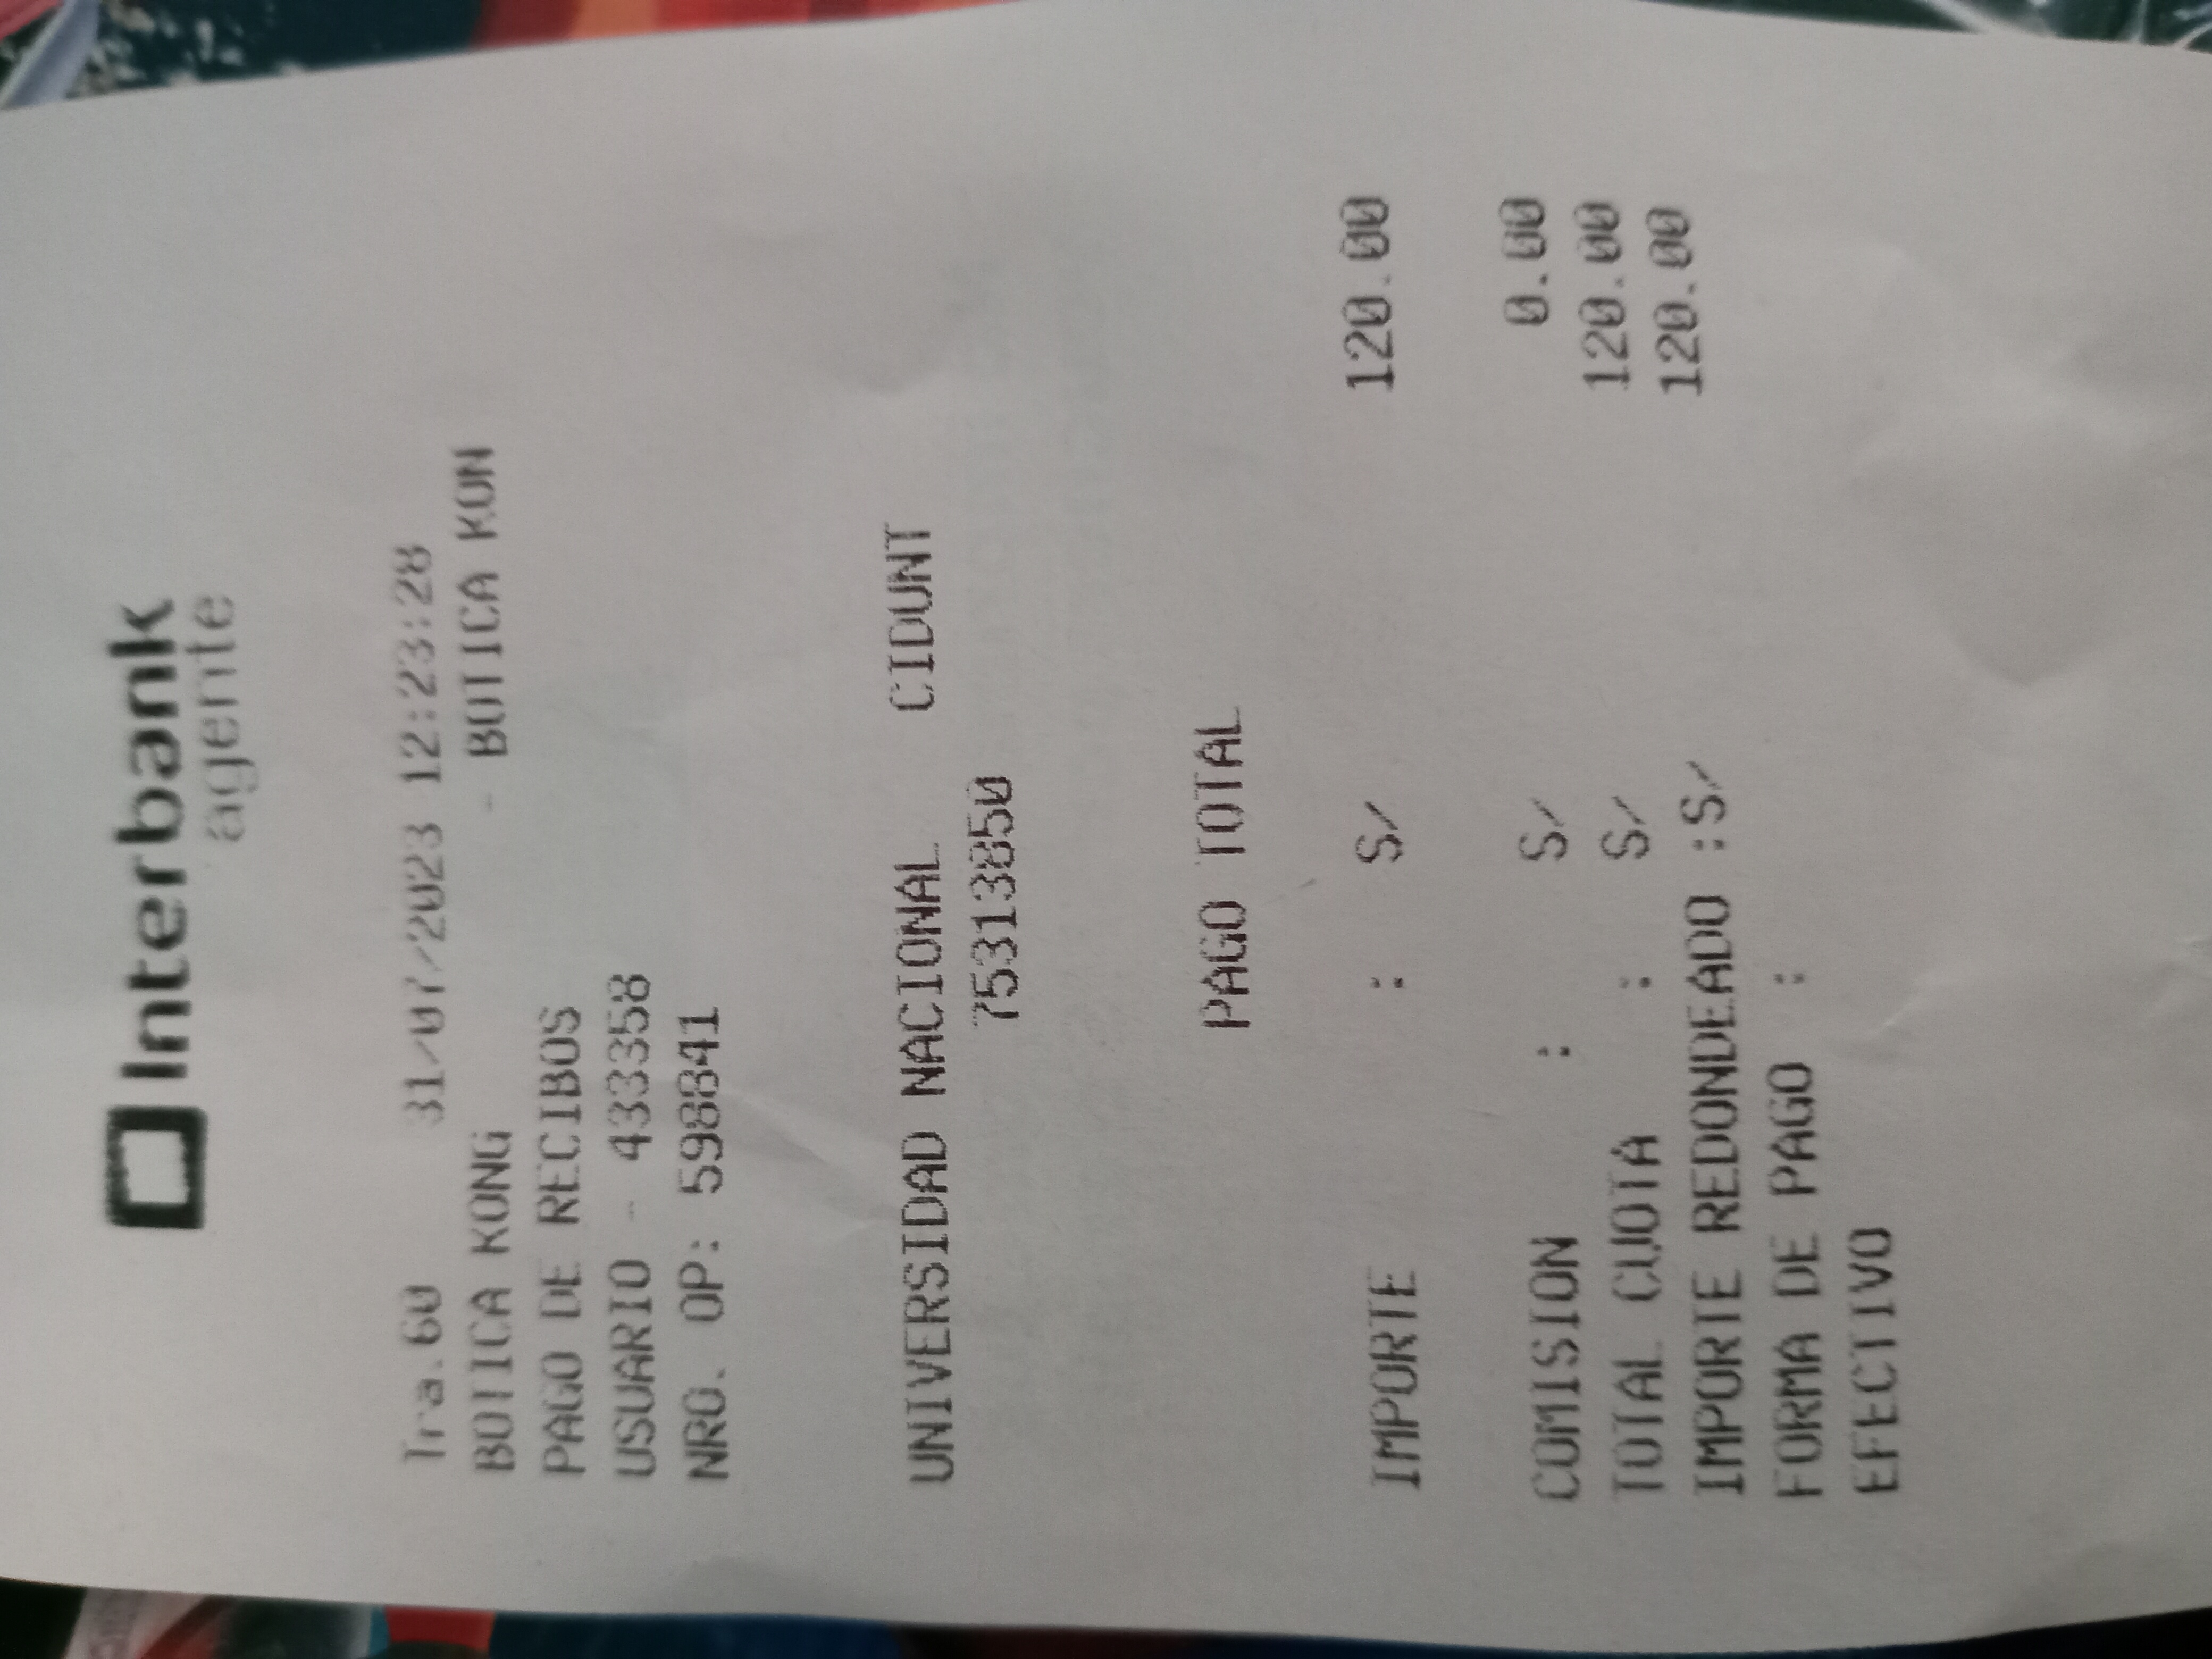 Interbank
agente
Tra.60 31/07/2023 12:23:28
BOTICA KONG - BOTICA KON
PAGO DE RECIBOS
USUARIO - 433358
NRO. OP: 598841
UNIVERSIDAD NACIONAL CIDUNT
75313850
PAGO TOTAL
IMPORTE : S/ 120.00
COMISION : S/ 0.00
TOTAL CUOTA : S/ 120.00
IMPORTE REDONDEADO :S/ 120.00
FORMA DE PAGO :
EFECTIVO